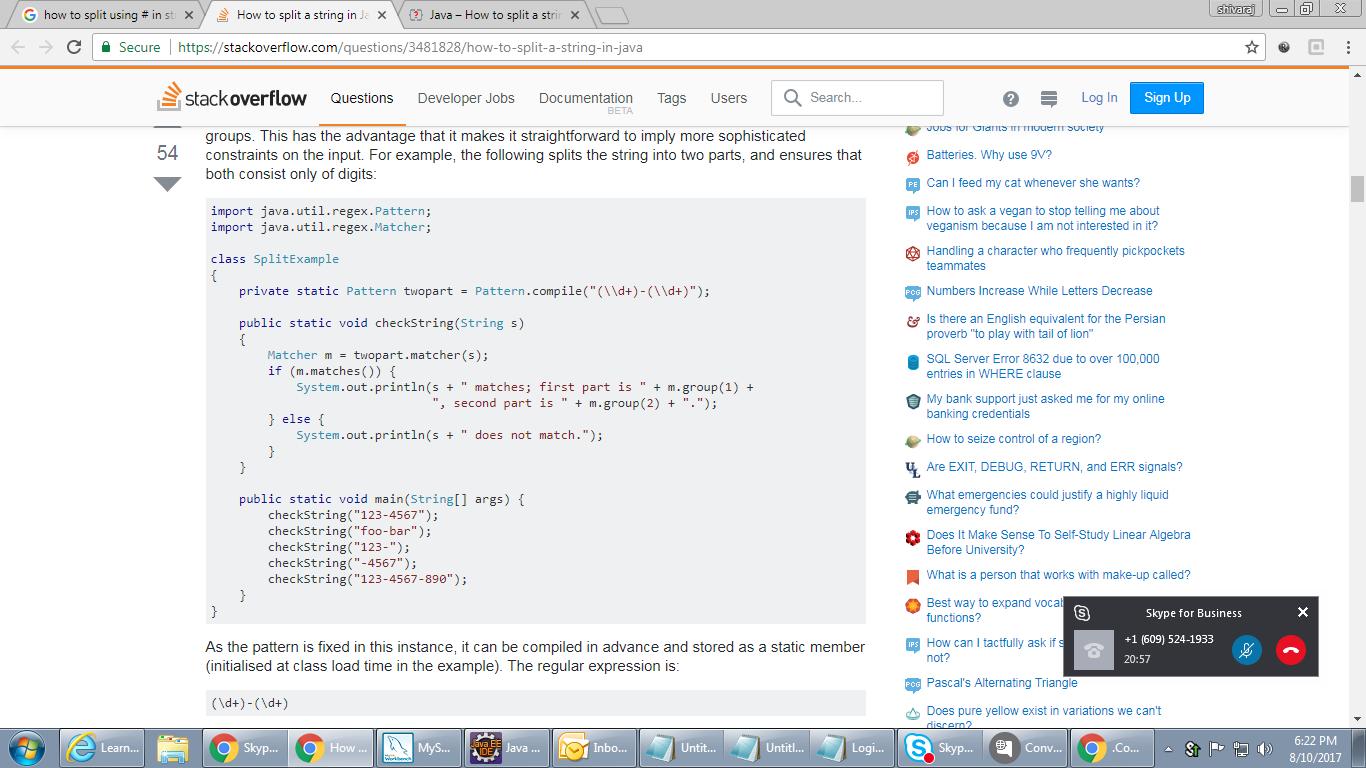 how to split using # in st
How to split a string in Ja
Java – How to split a strin
shivaraj
Secure
https://stackoverflow.com/questions/3481828/how-to-split-a-string-in-java
stackoverflow
Questions
Developer Jobs
Documentation
BETA
Tags
Users
Search...
Log In
Sign Up
54
groups. This has the advantage that it makes it straightforward to imply more sophisticated
constraints on the input. For example, the following splits the string into two parts, and ensures that
both consist only of digits:
import java.util.regex.Pattern;
import java.util.regex.Matcher;
class SplitExample
{
    private static Pattern twopart = Pattern.compile("(\\d+)-(\\d+)");
    public static void checkString(String s)
    {
        Matcher m = twopart.matcher(s);
        if (m.matches()) {
            System.out.println(s + " matches; first part is " + m.group(1) +
                               ", second part is " + m.group(2) + ".");
        } else {
            System.out.println(s + " does not match.");
        }
    }
    public static void main(String[] args) {
        checkString("123-4567");
        checkString("foo-bar");
        checkString("123-");
        checkString("-4567");
        checkString("123-4567-890");
    }
}
As the pattern is fixed in this instance, it can be compiled in advance and stored as a static member
(initialised at class load time in the example). The regular expression is:
(\d+)-(\d+)
Jobs for Giants in modern society
Batteries. Why use 9V?
PE
Can I feed my cat whenever she wants?
IPS
How to ask a vegan to stop telling me about
veganism because I am not interested in it?
Handling a character who frequently pickpockets
teammates
PCG
Numbers Increase While Letters Decrease
Is there an English equivalent for the Persian
proverb "to play with tail of lion"
SQL Server Error 8632 due to over 100,000
entries in WHERE clause
My bank support just asked me for my online
banking credentials
How to seize control of a region?
UL
Are EXIT, DEBUG, RETURN, and ERR signals?
What emergencies could justify a highly liquid
emergency fund?
Does It Make Sense To Self-Study Linear Algebra
Before University?
What is a person that works with make-up called?
Best way to expand vocab
functions?
IPS
How can I tactfully ask if s
not?
PCG
Pascal's Alternating Triangle
Does pure yellow exist in variations we can't
discern?
Skype for Business
+1 (609) 524-1933
20:57
Learn...
Skyp...
How ...
MyS...
Workbench
Java EE
IDE
Java ...
Inbo...
Untit...
Untitl...
Logi...
Skyp...
Conv...
.Co...
6:22 PM
8/10/2017